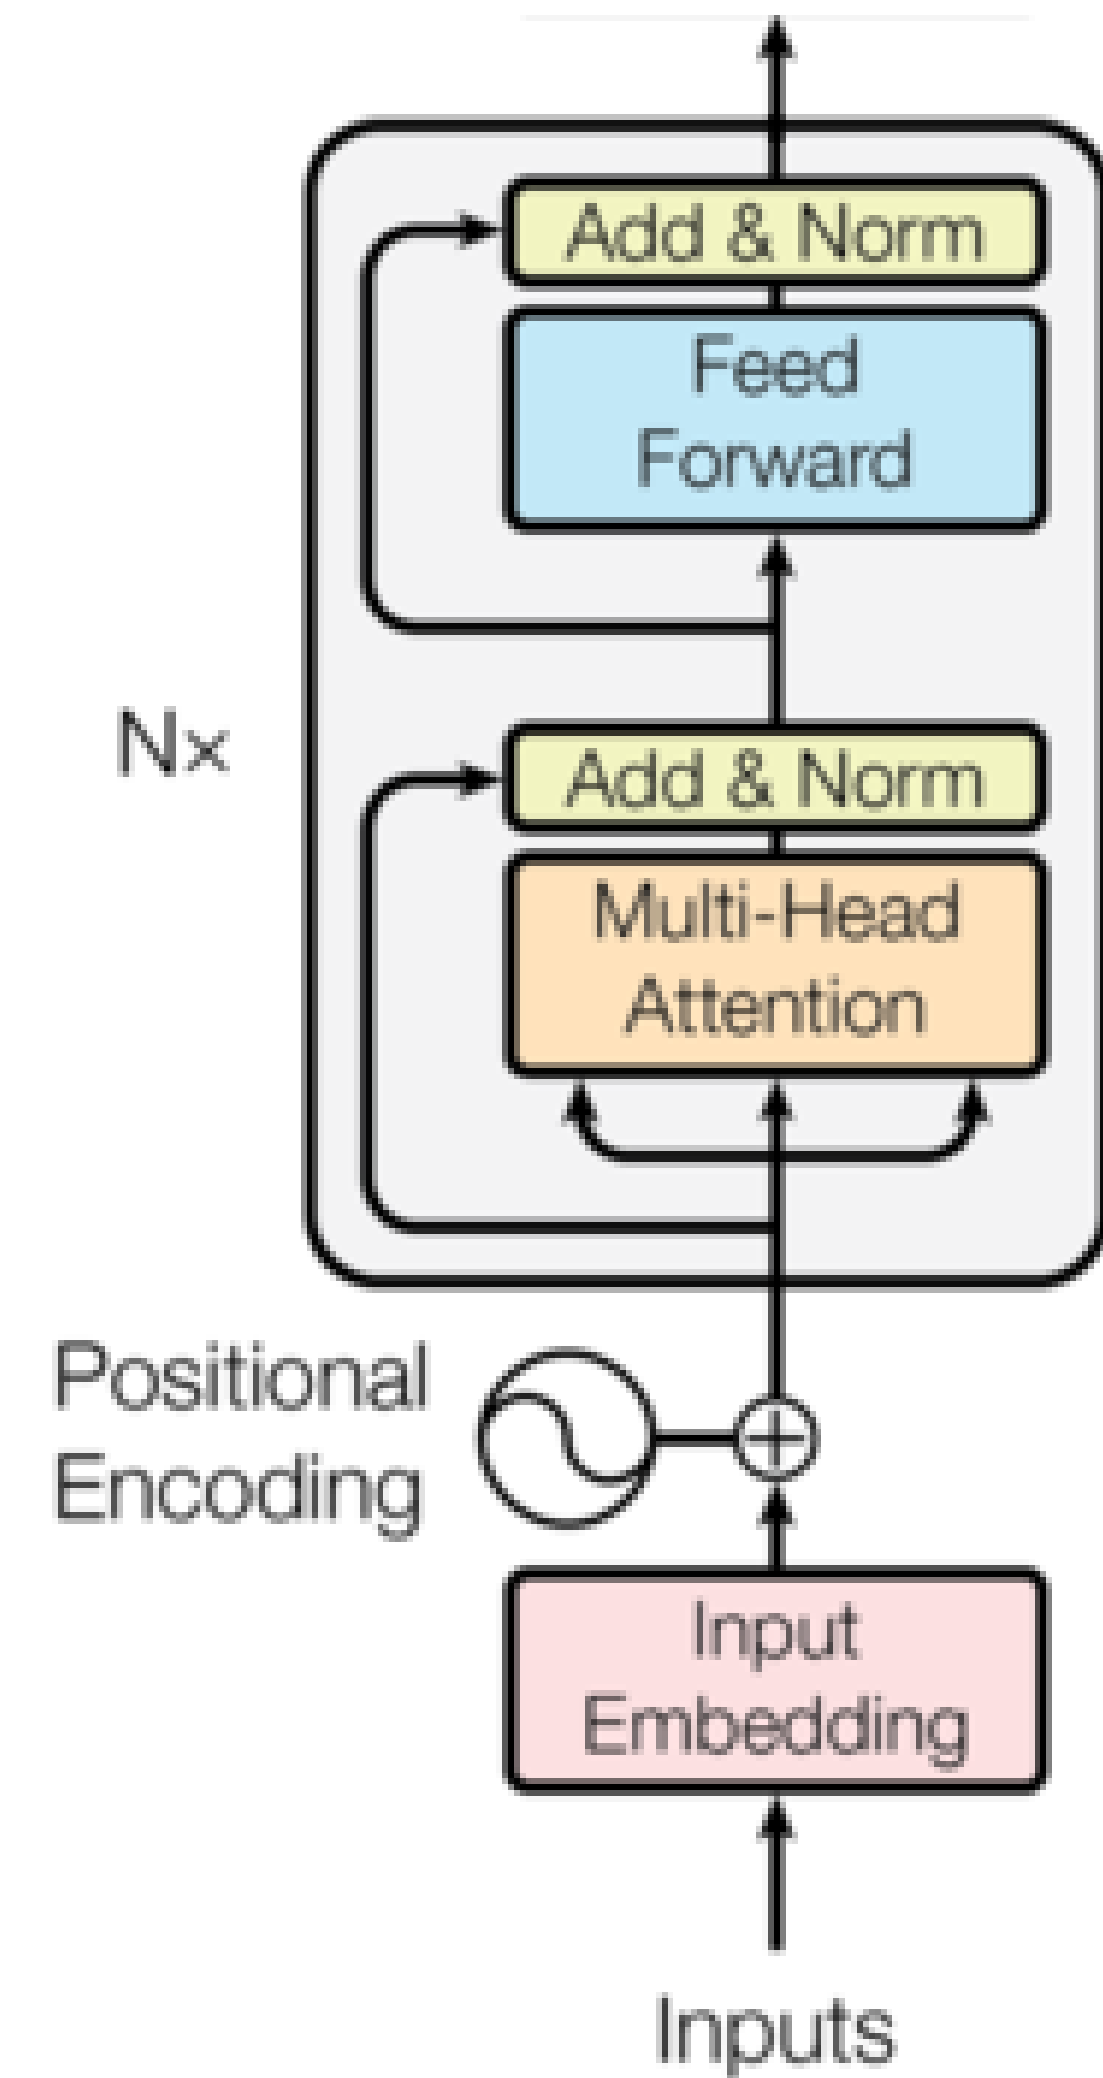 Add & Norm
Feed
Forward
Nx
Add & Norm
Multi-Head
Attention
Positional
Encoding
Input
Embedding
Inputs